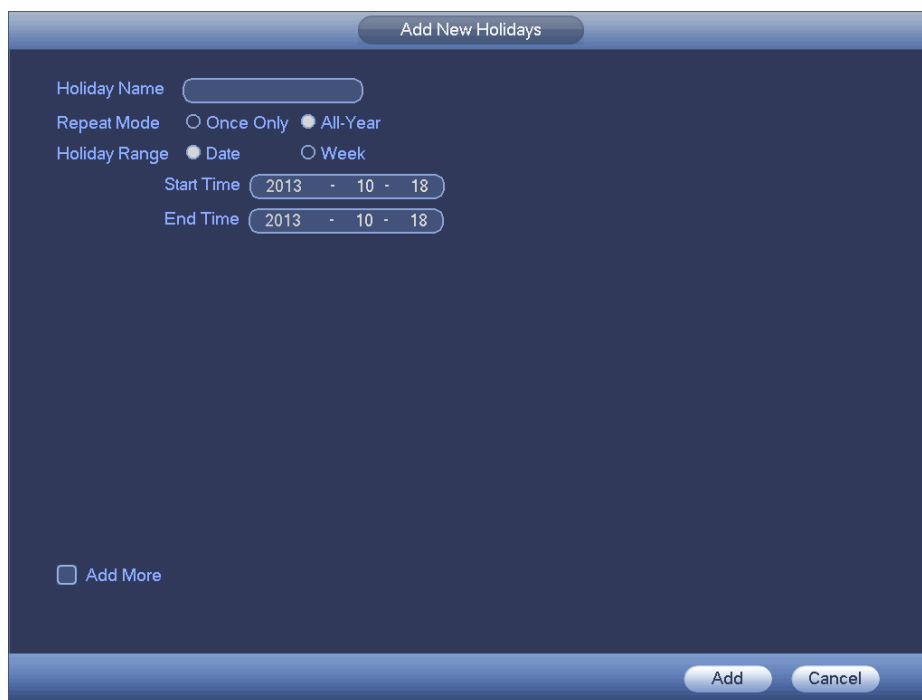 Add New Holidays
Holiday Name
Repeat Mode Once Only All-Year
Holiday Range Date Week
Start Time 2013 - 10 - 18
End Time 2013 - 10 - 18
Add More
Add Cancel